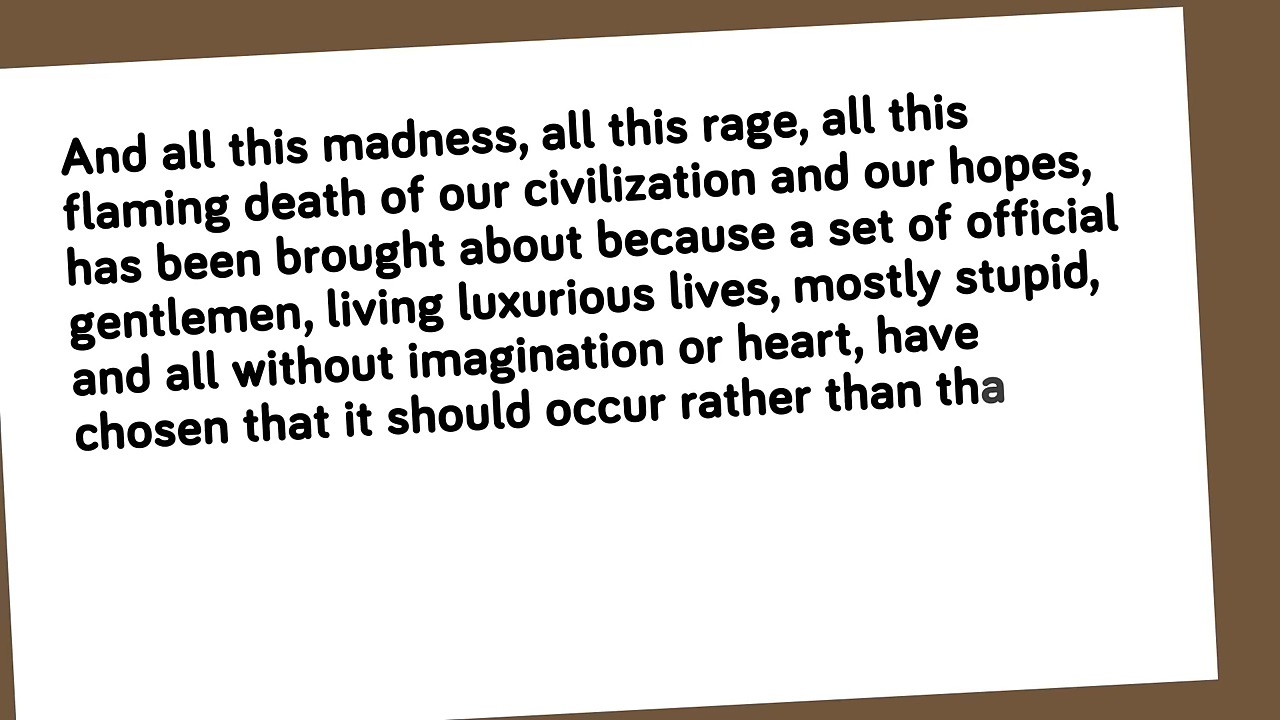 And all this madness, all this rage, all this
flaming death of our civilization and our hopes,
has been brought about because a set of official
gentlemen, living luxurious lives, mostly stupid,
and all without imagination or heart, have
chosen that it should occur rather than tha